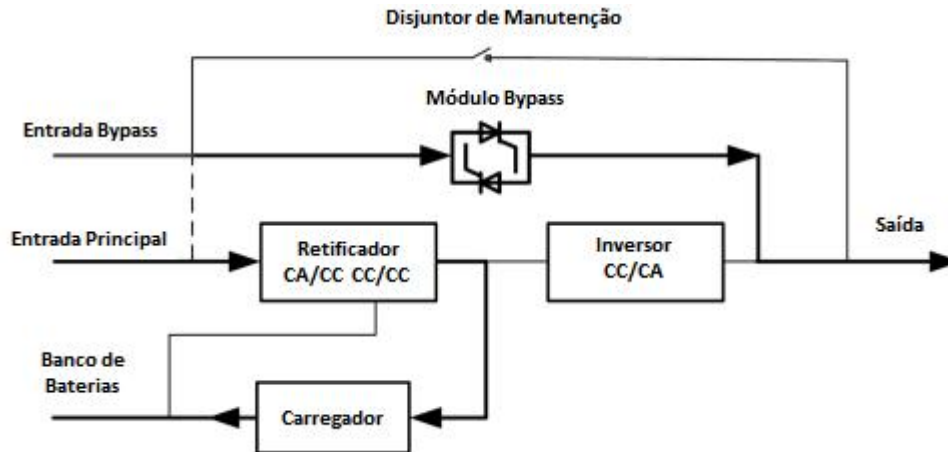 Disjuntor de Manutenção
Módulo Bypass
Entrada Bypass
Entrada Principal
Retificador
CA/CC CC/CC
Inversor
CC/CA
Saída
Banco de
Baterias
Carregador